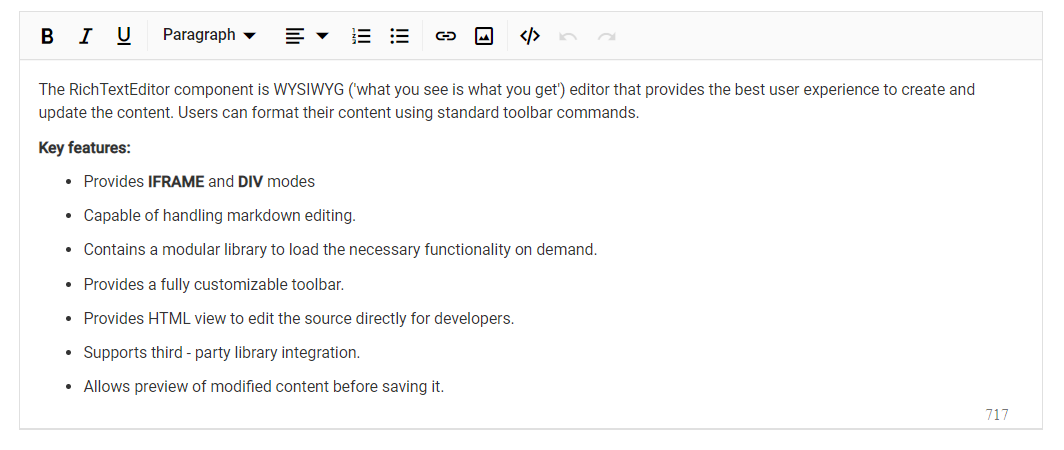 B I U Paragraph
The RichTextEditor component is WYSIWYG ('what you see is what you get') editor that provides the best user experience to create and
update the content. Users can format their content using standard toolbar commands.
Key features:
• Provides IFRAME and DIV modes
• Capable of handling markdown editing.
• Contains a modular library to load the necessary functionality on demand.
• Provides a fully customizable toolbar.
• Provides HTML view to edit the source directly for developers.
• Supports third - party library integration.
• Allows preview of modified content before saving it.
717